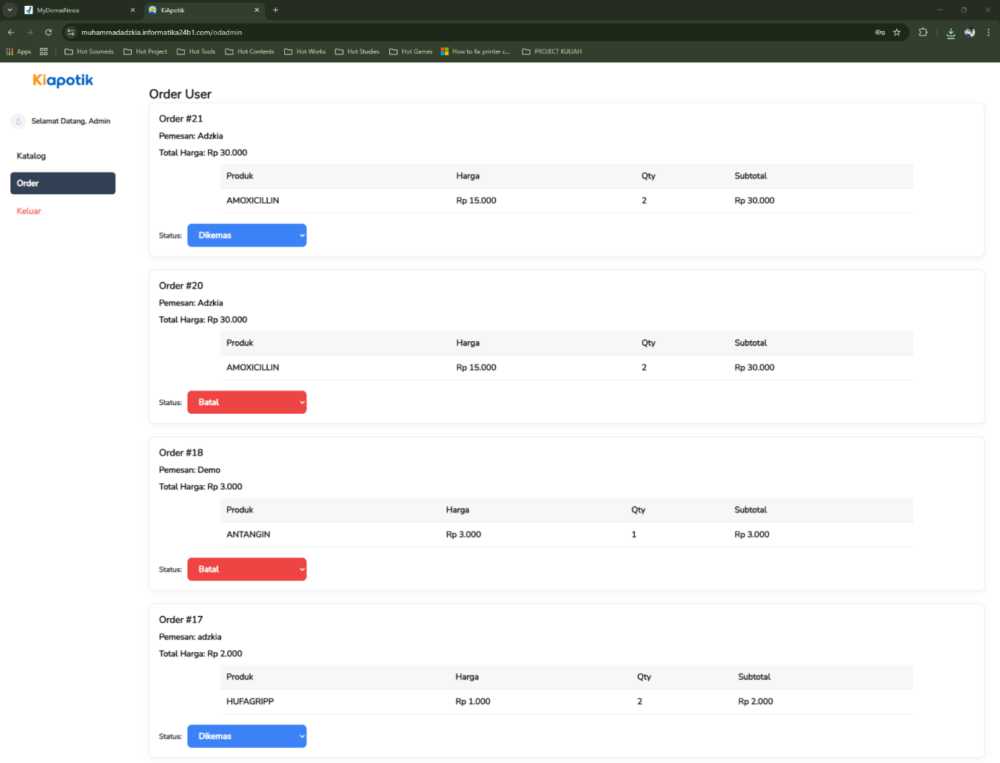 MyDomaiNesia
KiApotik
muhammadadzkia.informatika24b1.com/odadmin
Apps Hot Sosmeds Hot Project Hot Tools Hot Contents Hot Works Hot Studies Hot Games How to fix printer c... PROJECT KULIAH
Kiapotik
Selamat Datang, Admin
Katalog
Order
Keluar
Order User
Order #21
Pemesan: Adzkia
Total Harga: Rp 30.000
Produk Harga Qty Subtotal
AMOXICILLIN Rp 15.000 2 Rp 30.000
Status: Dikemas
Order #20
Pemesan: Adzkia
Total Harga: Rp 30.000
Produk Harga Qty Subtotal
AMOXICILLIN Rp 15.000 2 Rp 30.000
Status: Batal
Order #18
Pemesan: Demo
Total Harga: Rp 3.000
Produk Harga Qty Subtotal
ANTANGIN Rp 3.000 1 Rp 3.000
Status: Batal
Order #17
Pemesan: adzkia
Total Harga: Rp 2.000
Produk Harga Qty Subtotal
HUFAGRIPP Rp 1.000 2 Rp 2.000
Status: Dikemas